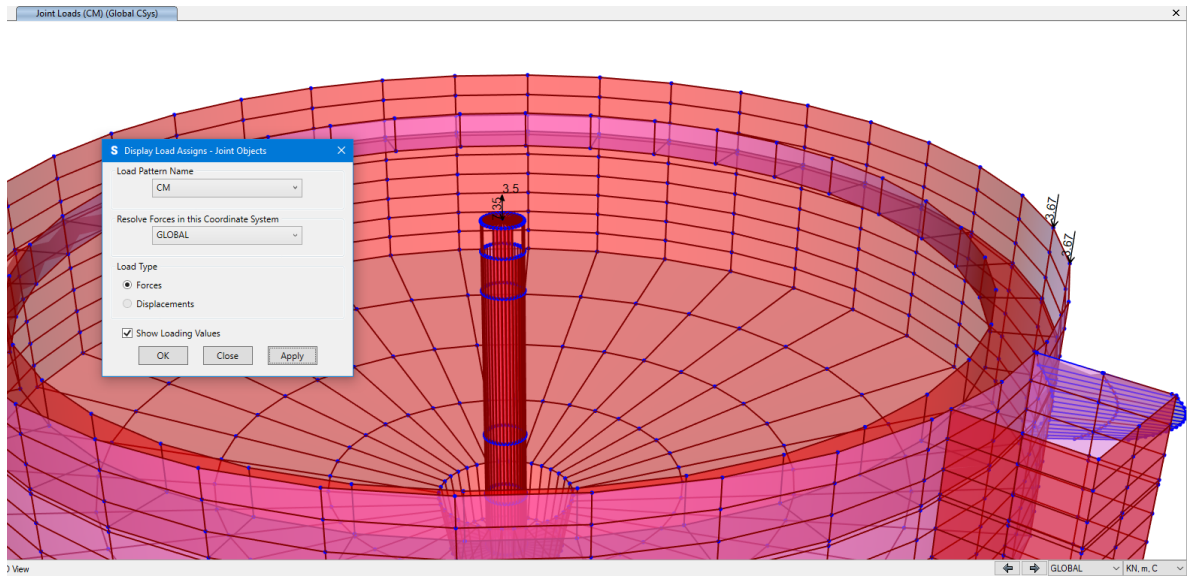 Joint Loads (CM) (Global CSys)
Display Load Assigns - Joint Objects
Load Pattern Name
CM
Resolve Forces in this Coordinate System
GLOBAL
Load Type
Forces
Displacements
Show Loading Values
OK Close Apply
3.5
3.67
3.67
View
GLOBAL KN, m, C